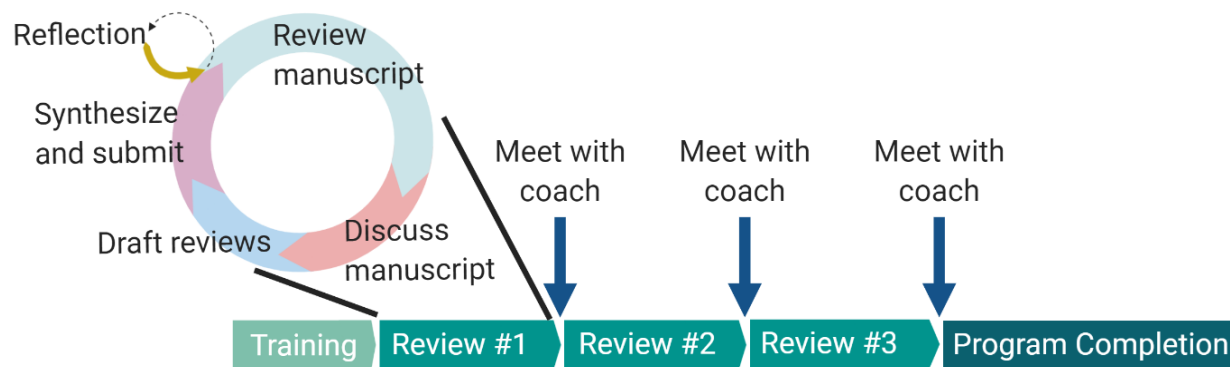 Reflection
Review
manuscript
Synthesize
and submit
Draft reviews
Discuss
manuscript
Meet with
coach
Meet with
coach
Meet with
coach
Training
Review #1
Review #2
Review #3
Program Completion